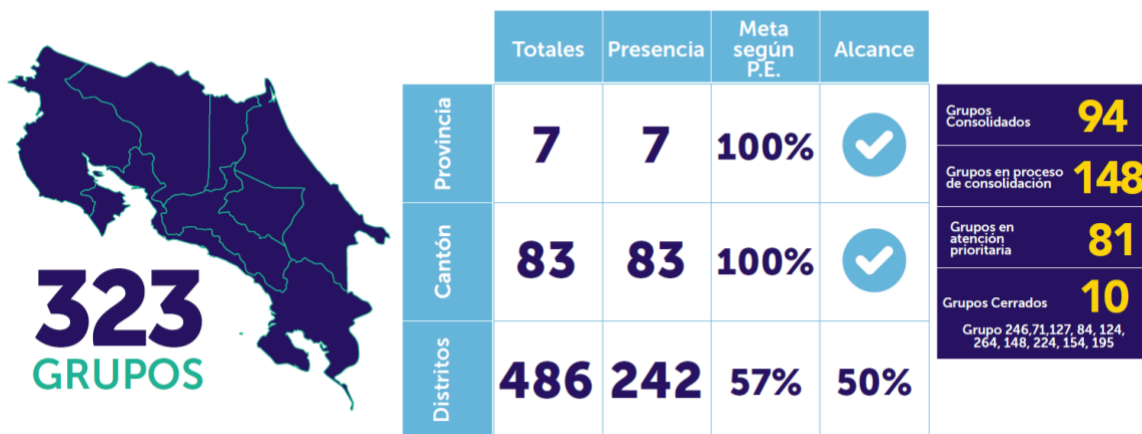 323
GRUPOS
Totales
Presencia
Meta
según
P.E.
Alcance
Provincia
7
7
100%
Cantón
83
83
100%
Distritos
486
242
57%
50%
Grupos
Consolidados
94
Grupos en proceso
de consolidación
148
Grupos en
atención
prioritaria
81
Grupos Cerrados
10
Grupo 246,71,127, 84, 124,
264, 148, 224, 154, 195